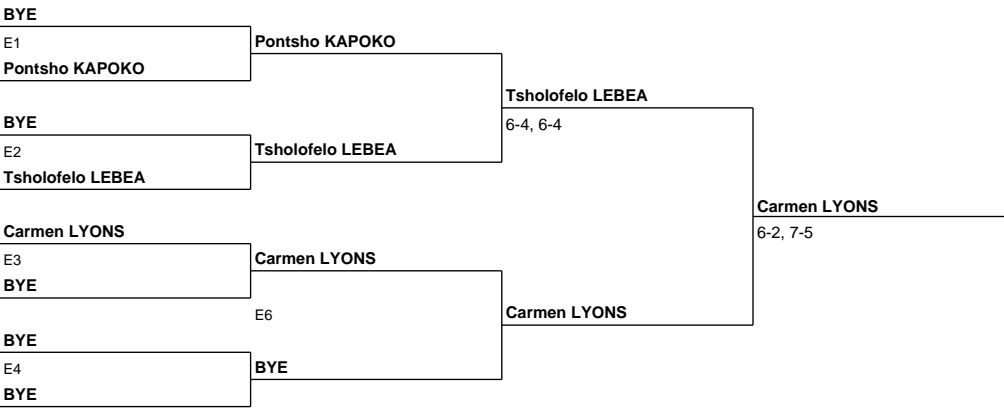 BYE
E1
Pontsho KAPOKO
Pontsho KAPOKO
BYE
E2
Tsholofelo LEBEA
Tsholofelo LEBEA
Tsholofelo LEBEA
6-4, 6-4
Carmen LYONS
E3
BYE
Carmen LYONS
E6
BYE
E4
BYE
BYE
Carmen LYONS
Carmen LYONS
6-2, 7-5